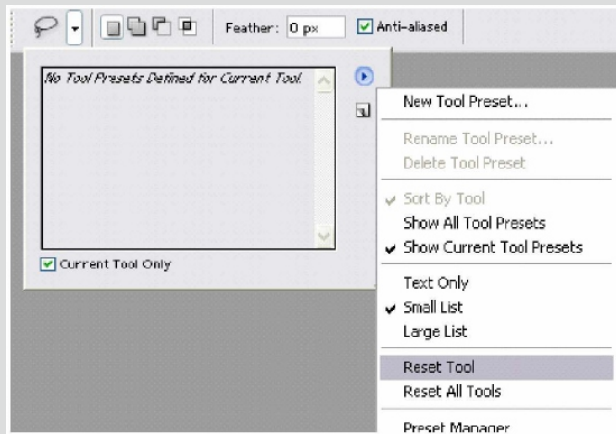 Feather: 0 px Anti-aliased
No Tool Presets Defined for Current Tool.
Current Tool Only
New Tool Preset...
Rename Tool Preset...
Delete Tool Preset
Sort By Tool
Show All Tool Presets
Show Current Tool Presets
Text Only
Small List
Large List
Reset Tool
Reset All Tools
Preset Manager